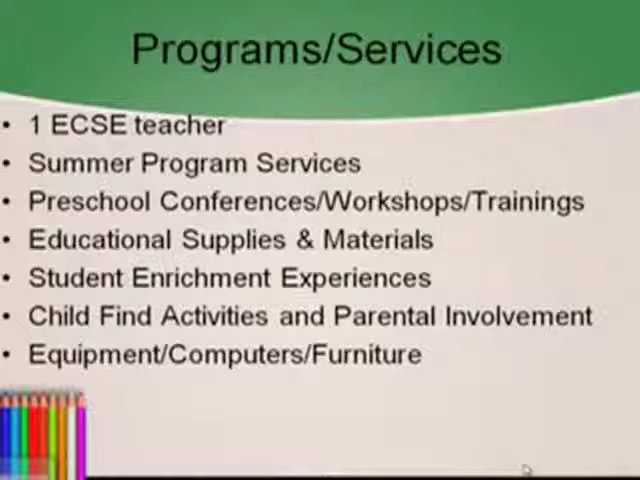 Programs/Services
• 1 ECSE teacher
• Summer Program Services
• Preschool Conferences/Workshops/Trainings
• Educational Supplies & Materials
• Student Enrichment Experiences
• Child Find Activities and Parental Involvement
• Equipment/Computers/Furniture